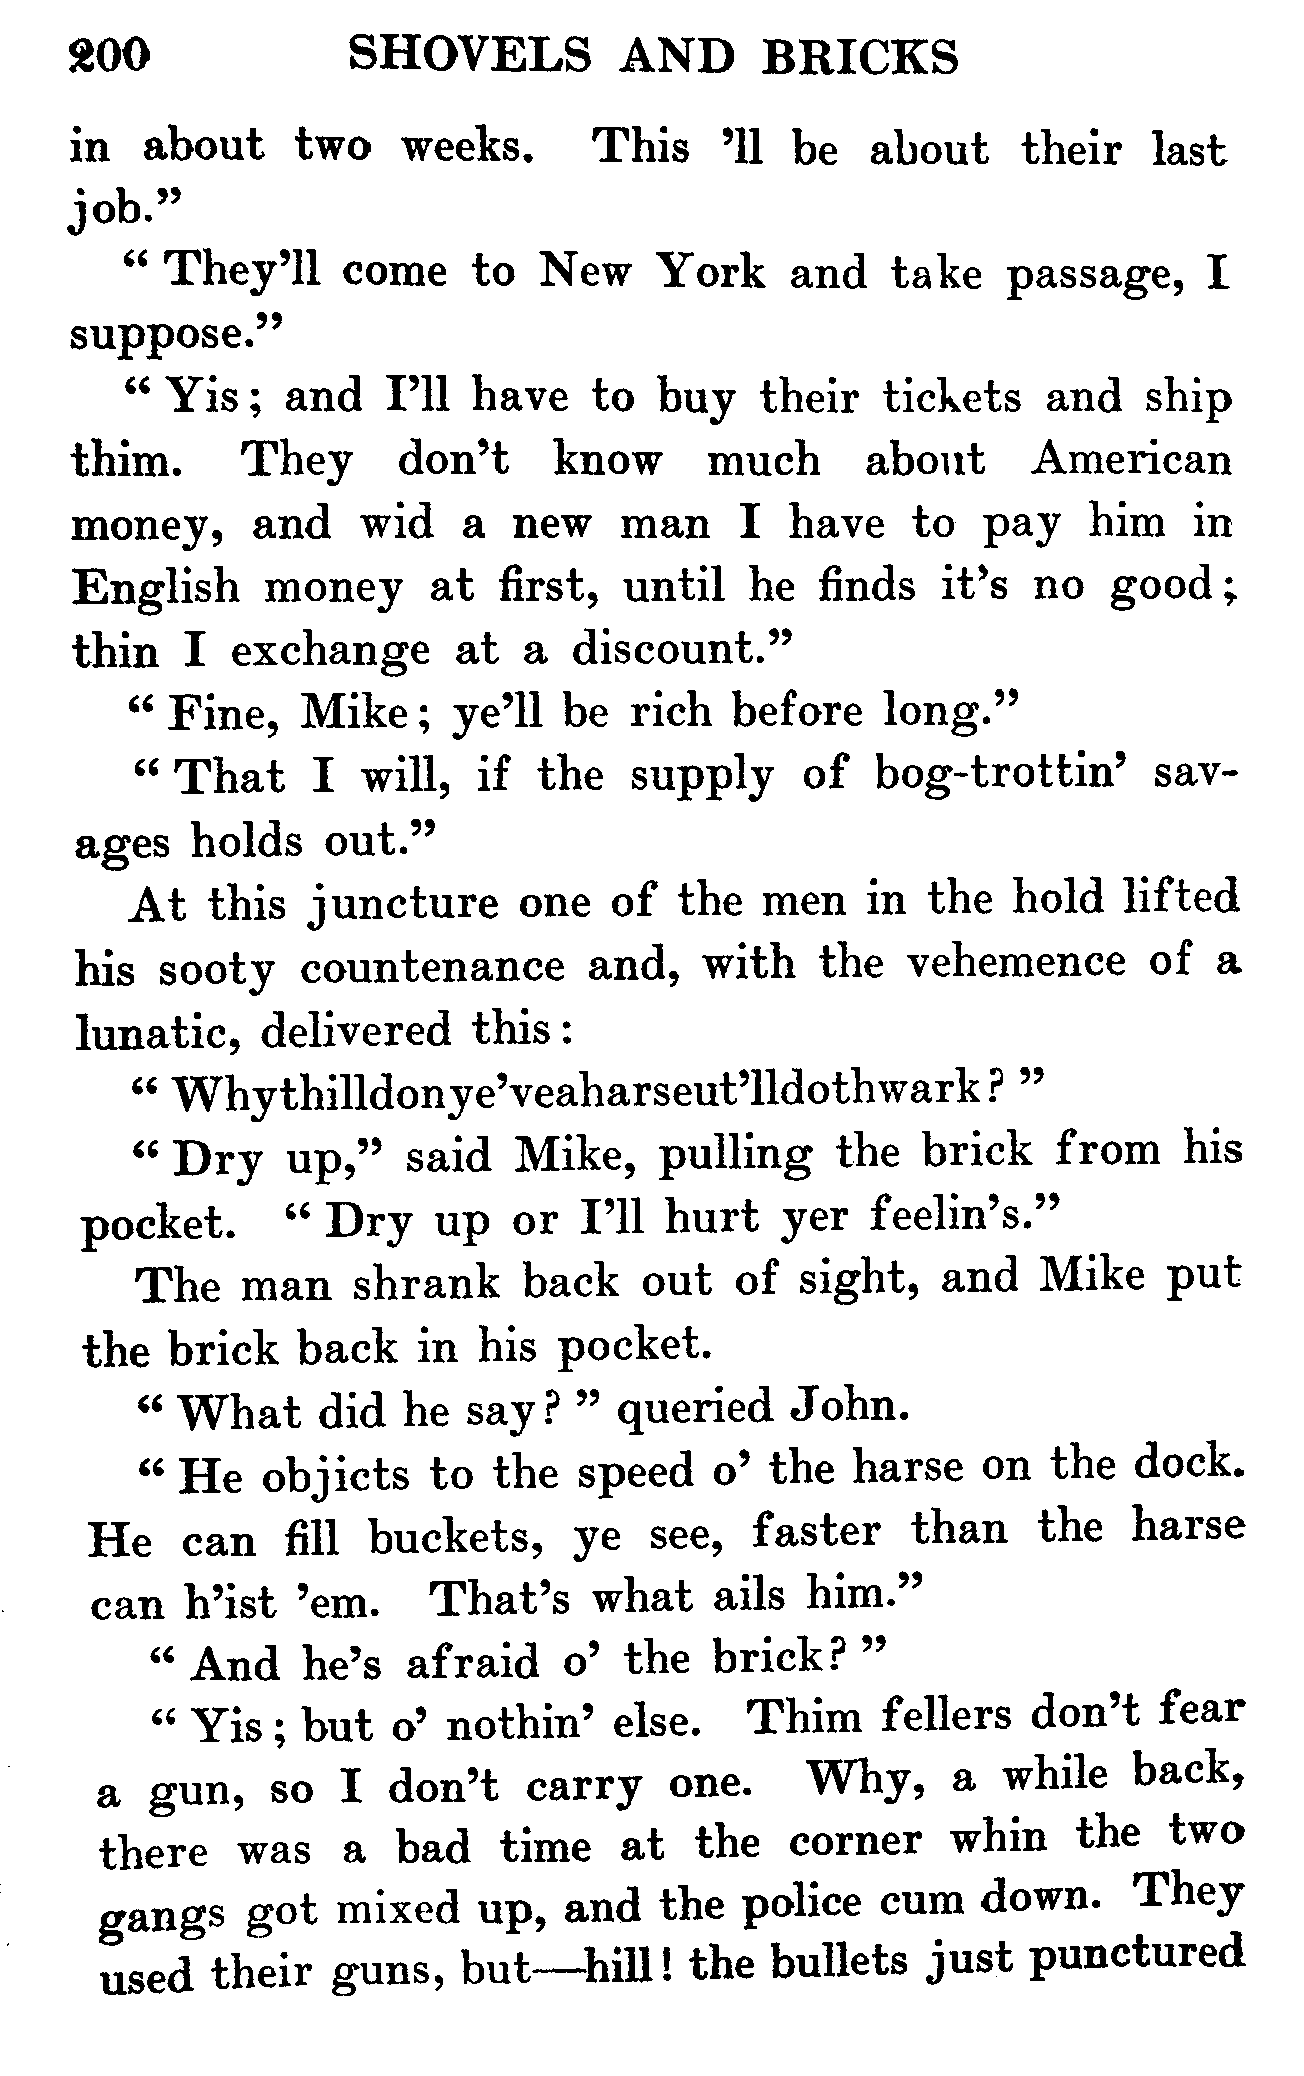 200 SHOVELS AND BRICKS
in about two weeks. This ’ll be about their last
job.”
“ They’ll come to New York and take passage, I
suppose.”
“ Yis; and I’ll have to buy their tickets and ship
thim. They don’t know much about American
money, and wid a new man I have to pay him in
English money at first, until he finds it’s no good;
thin I exchange at a discount.”
“ Fine, Mike; ye’ll be rich before long.”
“ That I will, if the supply of bog-trottin’ sav-
ages holds out.”
At this juncture one of the men in the hold lifted
his sooty countenance and, with the vehemence of a
lunatic, delivered this:
“ Whythilldonye’veaharseut’lldothwark? ”
“ Dry up,” said Mike, pulling the brick from his
pocket. “ Dry up or I’ll hurt yer feelin’s.”
The man shrank back out of sight, and Mike put
the brick back in his pocket.
“ What did he say? ” queried John.
“ He objicts to the speed o’ the harse on the dock.
He can fill buckets, ye see, faster than the harse
can h’ist ’em. That’s what ails him.”
“ And he’s afraid o’ the brick? ”
“ Yis; but o’ nothin’ else. Thim fellers don’t fear
a gun, so I don’t carry one. Why, a while back,
there was a bad time at the corner whin the two
gangs got mixed up, and the police cum down. They
used their guns, but—hill! the bullets just punctured